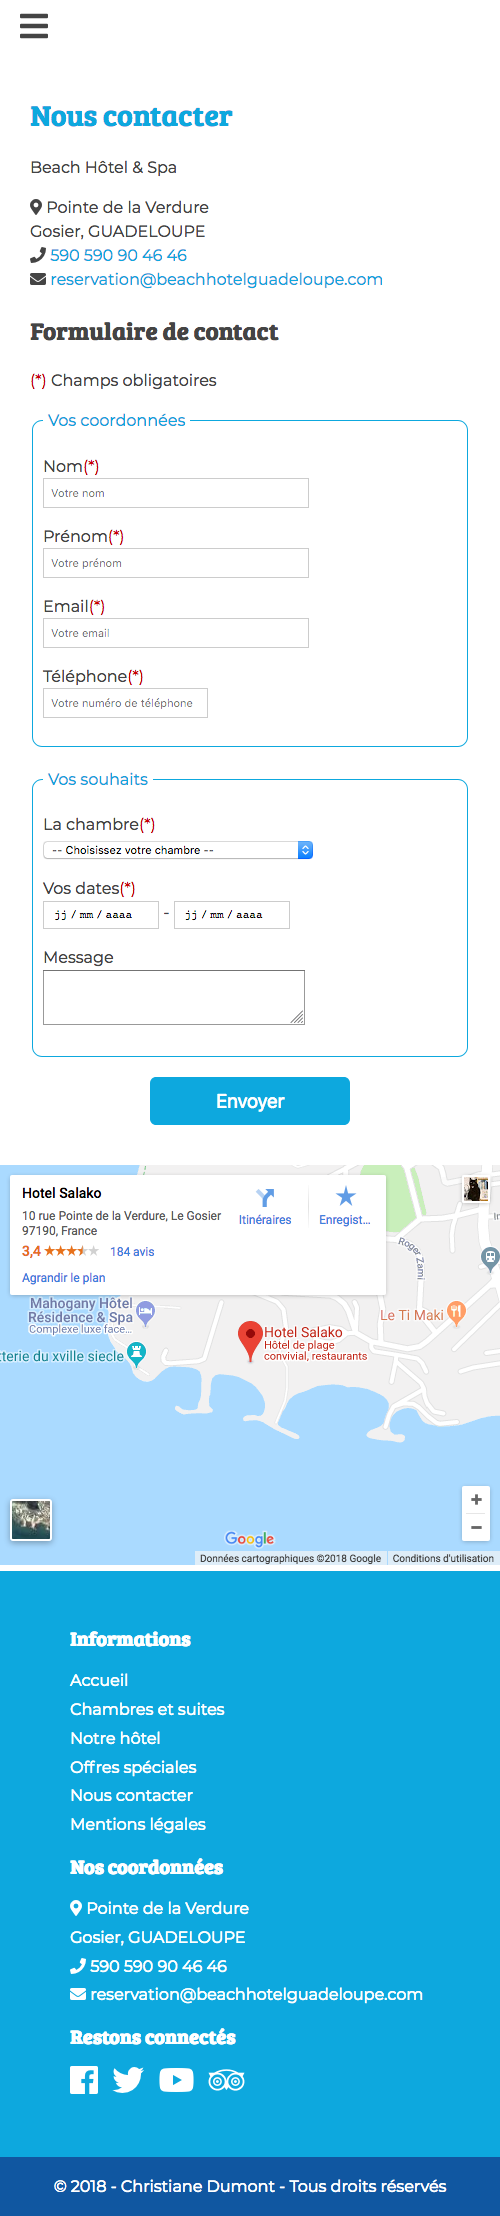 Nous contacter
Beach Hôtel & Spa
Pointe de la Verdure
Gosier, GUADELOUPE
590 590 90 46 46
reservation@beachhotelguadeloupe.com
Formulaire de contact
(*) Champs obligatoires
Vos coordonnées
Nom(*)
Votre nom
Prénom(*)
Votre prénom
Email(*)
Votre email
Téléphone(*)
Votre numéro de téléphone
Vos souhaits
La chambre(*)
-- Choisissez votre chambre --
Vos dates(*)
jj / mm / aaaa - jj / mm / aaaa
Message
Envoyer
Hotel Salako
10 rue Pointe de la Verdure, Le Gosier
97190, France
3,4 184 avis
Agrandir le plan
Itinéraires
Enregist...
Roger Zami
In
Mahogany Hôtel
Résidence & Spa
Complexe luxe face...
Le Ti Maki
Hotel Salako
Hôtel de plage
convivial, restaurants
tterie du xville siecle
Google
Données cartographiques ©2018 Google
Conditions d'utilisation
Informations
Accueil
Chambres et suites
Notre hôtel
Offres spéciales
Nous contacter
Mentions légales
Nos coordonnées
Pointe de la Verdure
Gosier, GUADELOUPE
590 590 90 46 46
reservation@beachhotelguadeloupe.com
Restons connectés
© 2018 - Christiane Dumont - Tous droits réservés